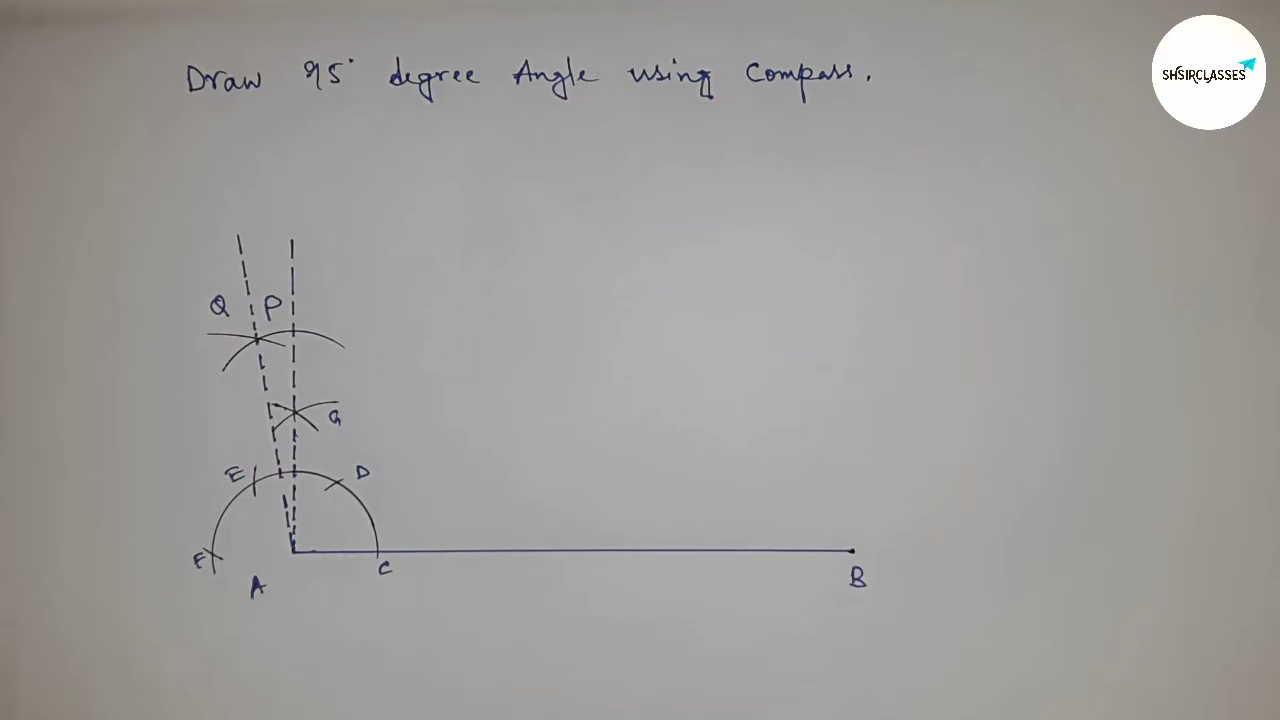 Draw 95° degree Angle using Compass.
SHSIRCLASSES
Q P
G
E D
F
A C B